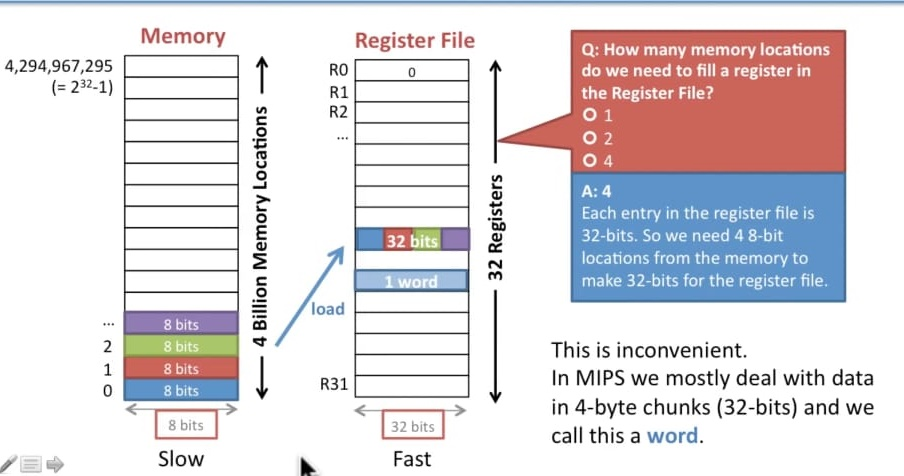 Memory
4,294,967,295
(= 2³²-1)
...
2
1
0
8 bits
8 bits
8 bits
8 bits
8 bits
Slow
4 Billion Memory Locations
load
Register File
R0
0
R1
R2
...
32 bits
1 word
R31
32 bits
Fast
32 Registers
Q: How many memory locations
do we need to fill a register in
the Register File?
1
2
4
A: 4
Each entry in the register file is
32-bits. So we need 4 8-bit
locations from the memory to
make 32-bits for the register file.
This is inconvenient.
In MIPS we mostly deal with data
in 4-byte chunks (32-bits) and we
call this a word.